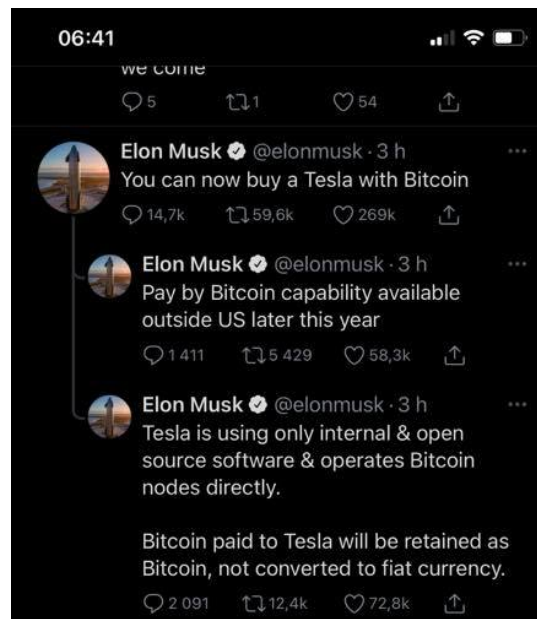 06:41
we come
5 1 54
Elon Musk @elonmusk · 3 h
You can now buy a Tesla with Bitcoin
14,7k 59,6k 269k
Elon Musk @elonmusk · 3 h
Pay by Bitcoin capability available
outside US later this year
1 411 5 429 58,3k
Elon Musk @elonmusk · 3 h
Tesla is using only internal & open
source software & operates Bitcoin
nodes directly.
Bitcoin paid to Tesla will be retained as
Bitcoin, not converted to fiat currency.
2 091 12,4k 72,8k